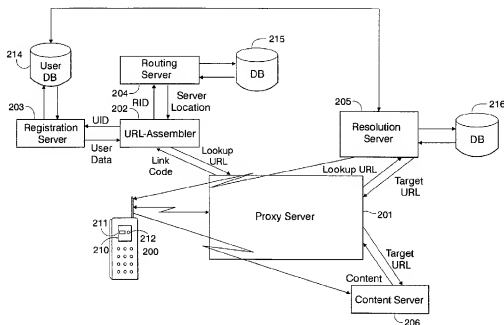 214
User
DB
Routing
Server
204
215
DB
203
Registration
Server
UID
User
Data
RID
202
Server
Location
URL-Assembler
Link
Code
Lookup
URL
205
Resolution
Server
216
DB
Lookup URL
Target
URL
Proxy Server
201
211
210
212
200
Target
URL
Content
Content Server
206